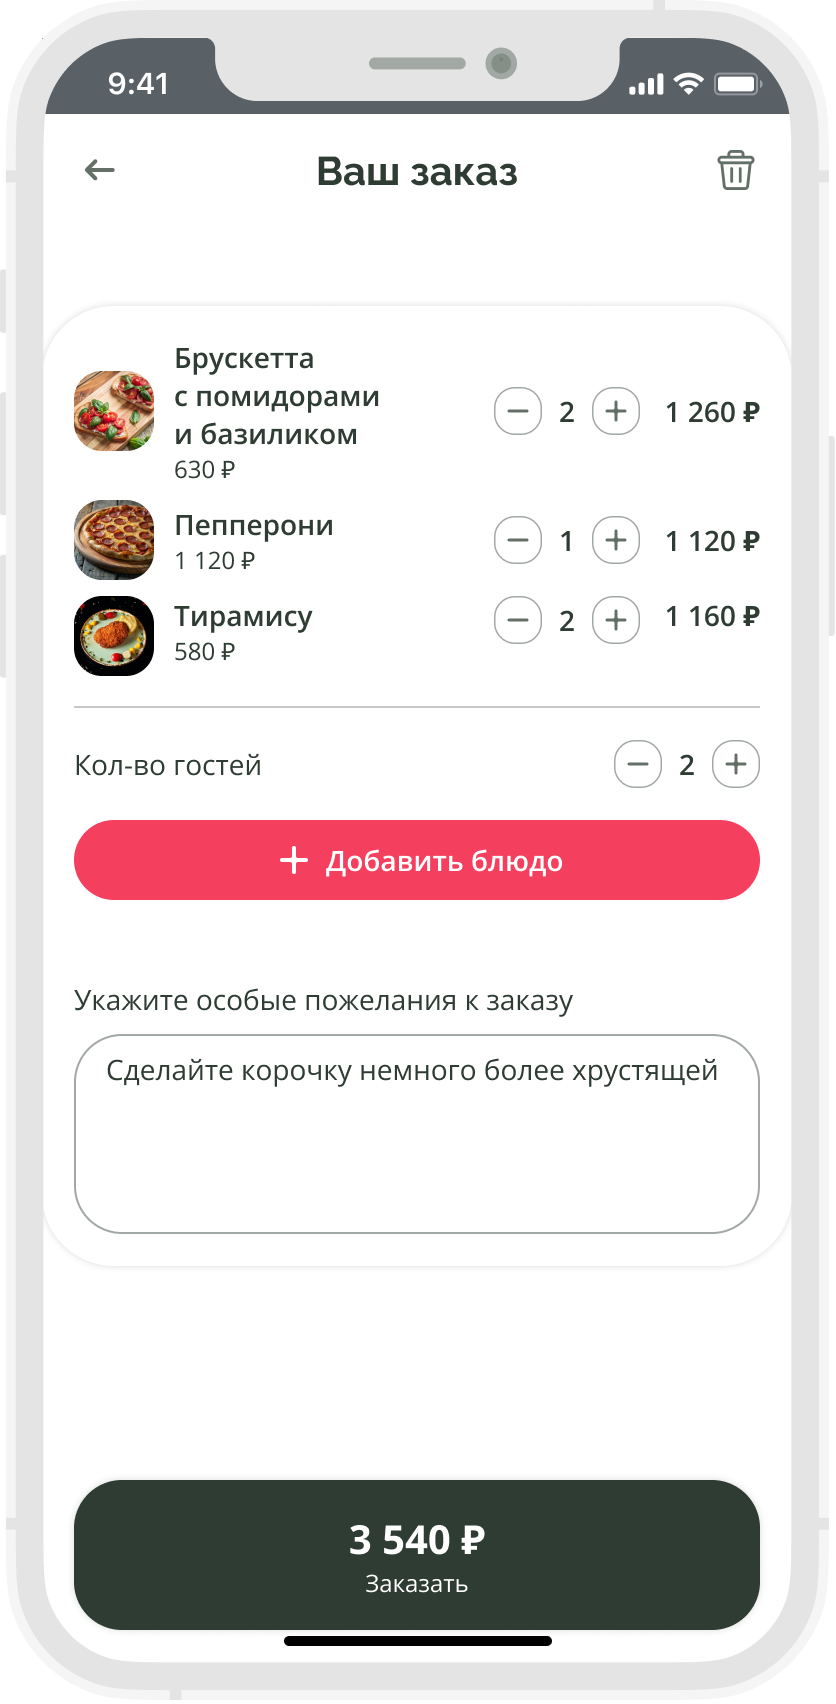 9:41
Ваш заказ
Брускетта
с помидорами
и базиликом
630 ₽
2
1 260 ₽
Пепперони
1 120 ₽
1
1 120 ₽
Тирамису
580 ₽
2
1 160 ₽
Кол-во гостей
2
Добавить блюдо
Укажите особые пожелания к заказу
Сделайте корочку немного более хрустящей
3 540 ₽
Заказать